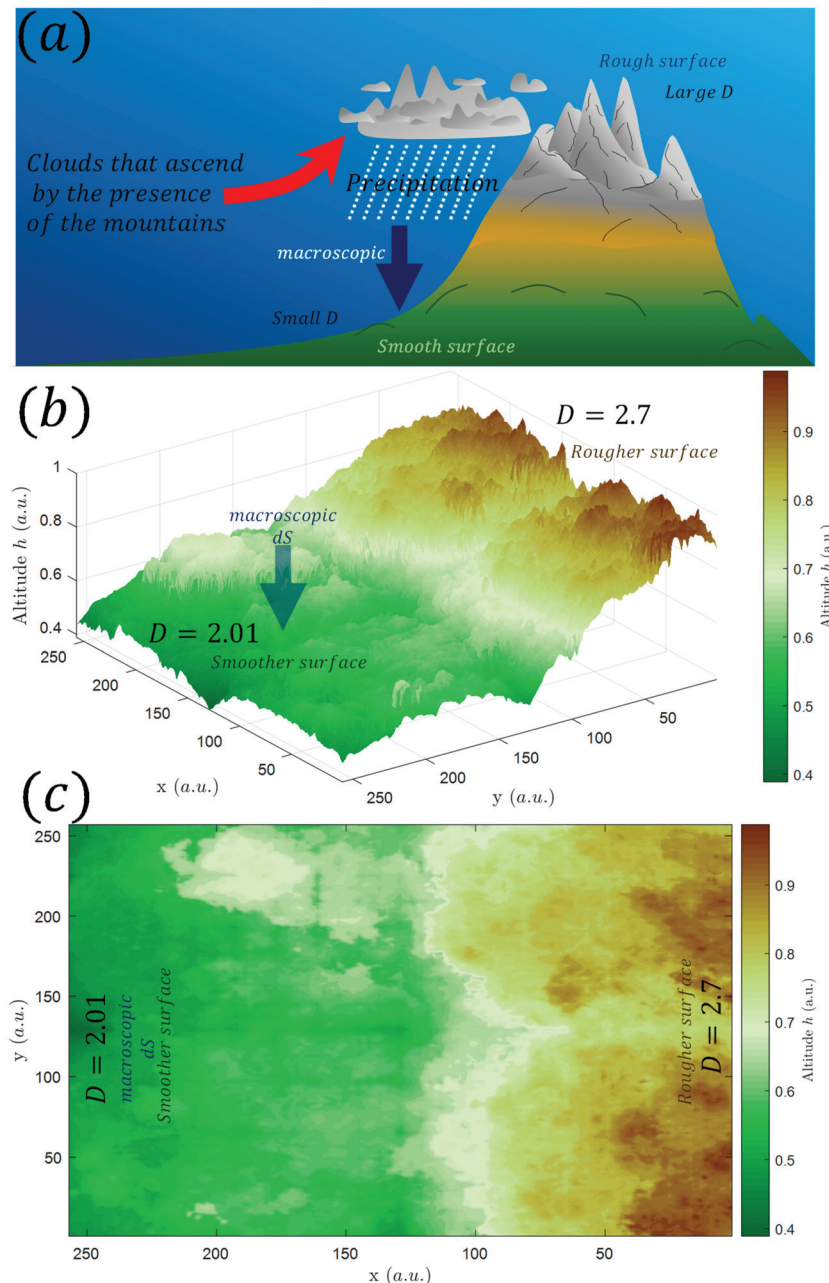 (a)
Rough surface
Large D
Clouds that ascend
by the presence
of the mountains
Precipitation
macroscopic
Small D
Smooth surface
(b)
D = 2.7
Rougher surface
macroscopic
dS
D = 2.01
Smoother surface
Altitude h (a.u.)
1
0.8
0.6
0.4
250
200
150
100
50
x (a.u.)
250
200
150
100
50
y (a.u.)
0.9
0.8
0.7
0.6
0.5
0.4
Altitude h (a.u.)
(c)
y (a.u.)
250
200
150
100
50
D = 2.01
macroscopic
dS
Smoother surface
Rougher surface
D = 2.7
250
200
150
100
50
x (a.u.)
0.9
0.8
0.7
0.6
0.5
0.4
Altitude h (a.u.)